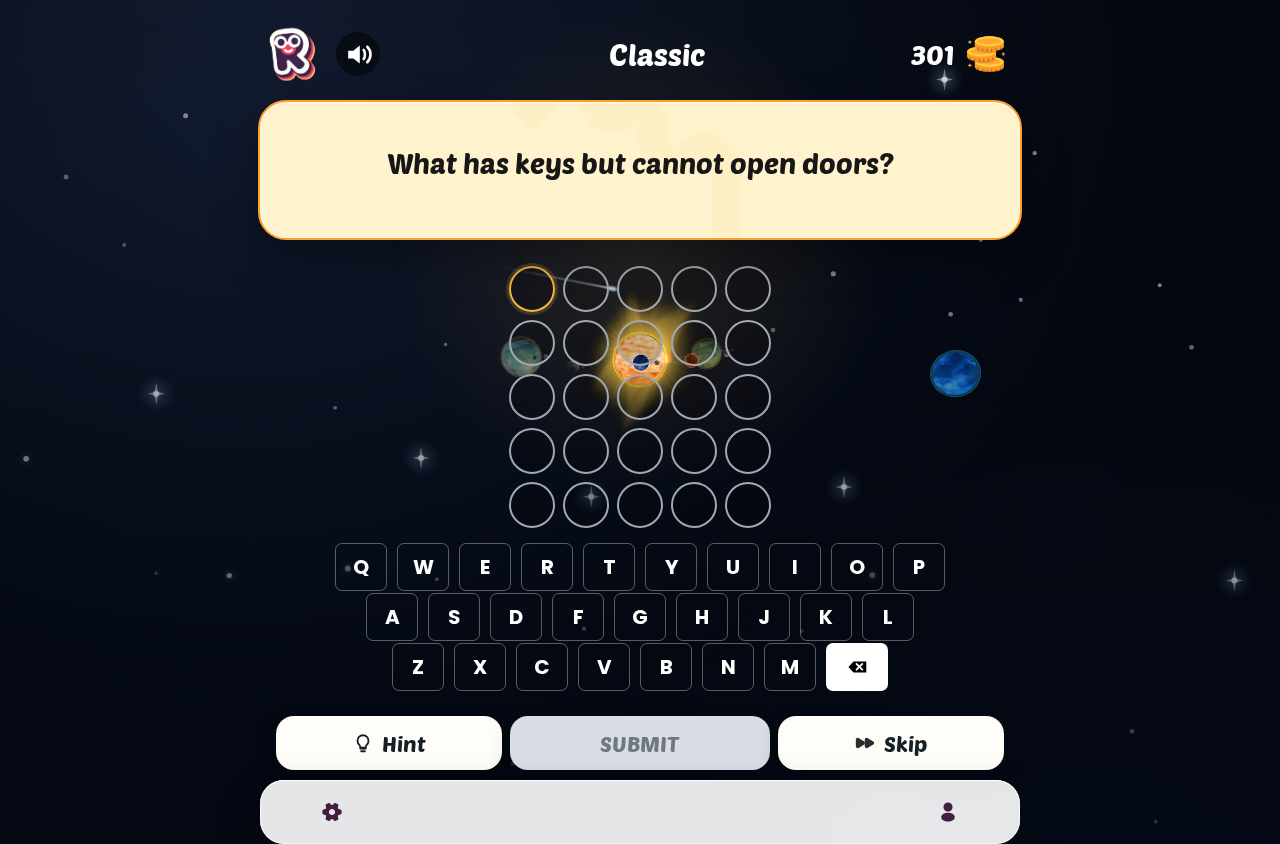 R
Classic
301
What has keys but cannot open doors?
Q W E R T Y U I O P
A S D F G H J K L
Z X C V B N M
Hint
SUBMIT
Skip